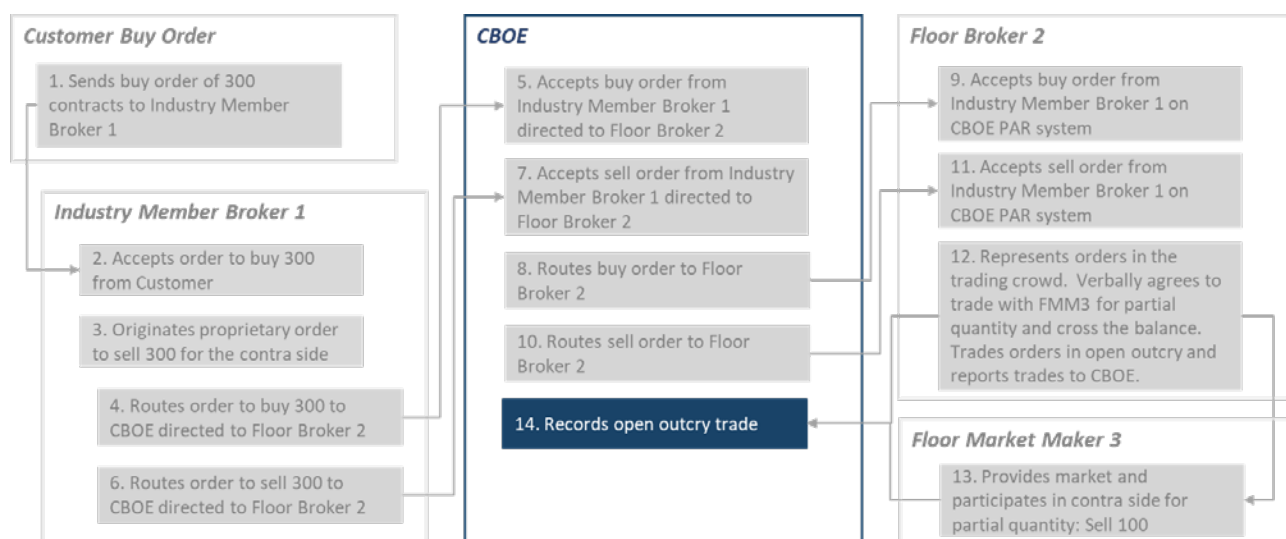 Customer Buy Order
1. Sends buy order of 300
contracts to Industry Member
Broker 1
Industry Member Broker 1
2. Accepts order to buy 300
from Customer
3. Originates proprietary order
to sell 300 for the contra side
4. Routes order to buy 300 to
CBOE directed to Floor Broker 2
6. Routes order to sell 300 to
CBOE directed to Floor Broker 2
CBOE
5. Accepts buy order from
Industry Member Broker 1
directed to Floor Broker 2
7. Accepts sell order from Industry
Member Broker 1 directed to
Floor Broker 2
8. Routes buy order to Floor
Broker 2
10. Routes sell order to Floor
Broker 2
14. Records open outcry trade
Floor Broker 2
9. Accepts buy order from
Industry Member Broker 1 on
CBOE PAR system
11. Accepts sell order from
Industry Member Broker 1 on
CBOE PAR system
12. Represents orders in the
trading crowd. Verbally agrees to
trade with FMM3 for partial
quantity and cross the balance.
Trades orders in open outcry and
reports trades to CBOE.
Floor Market Maker 3
13. Provides market and
participates in contra side for
partial quantity: Sell 100